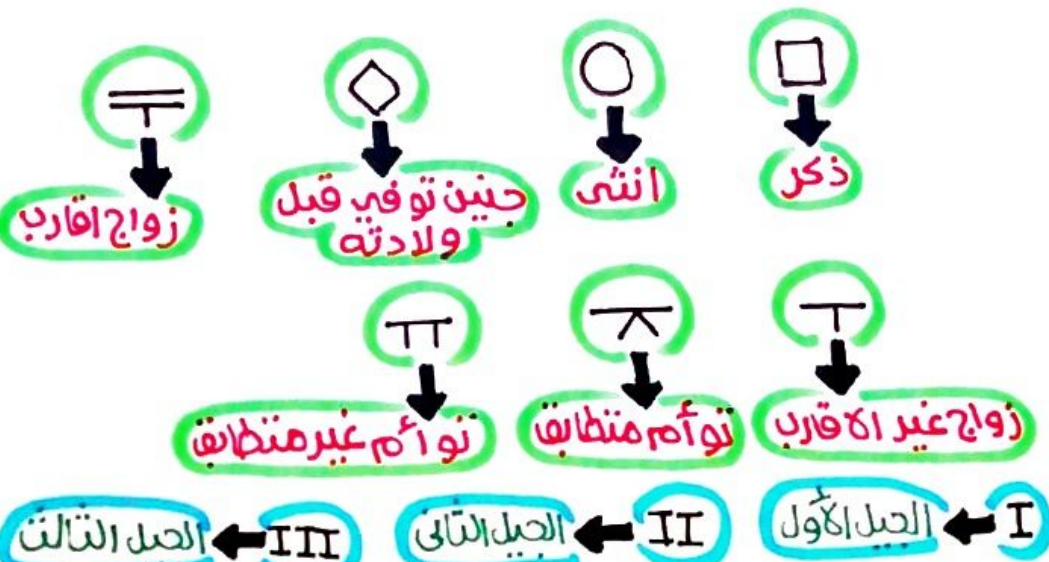 ذكر
انثى
جنين توفي قبل
ولادته
زواج اقارب
زواج غير الاقارب
توأم متطابق
توأم غير متطابق
I
الجيل الأول
II
الجيل الثاني
III
الجيل الثالث